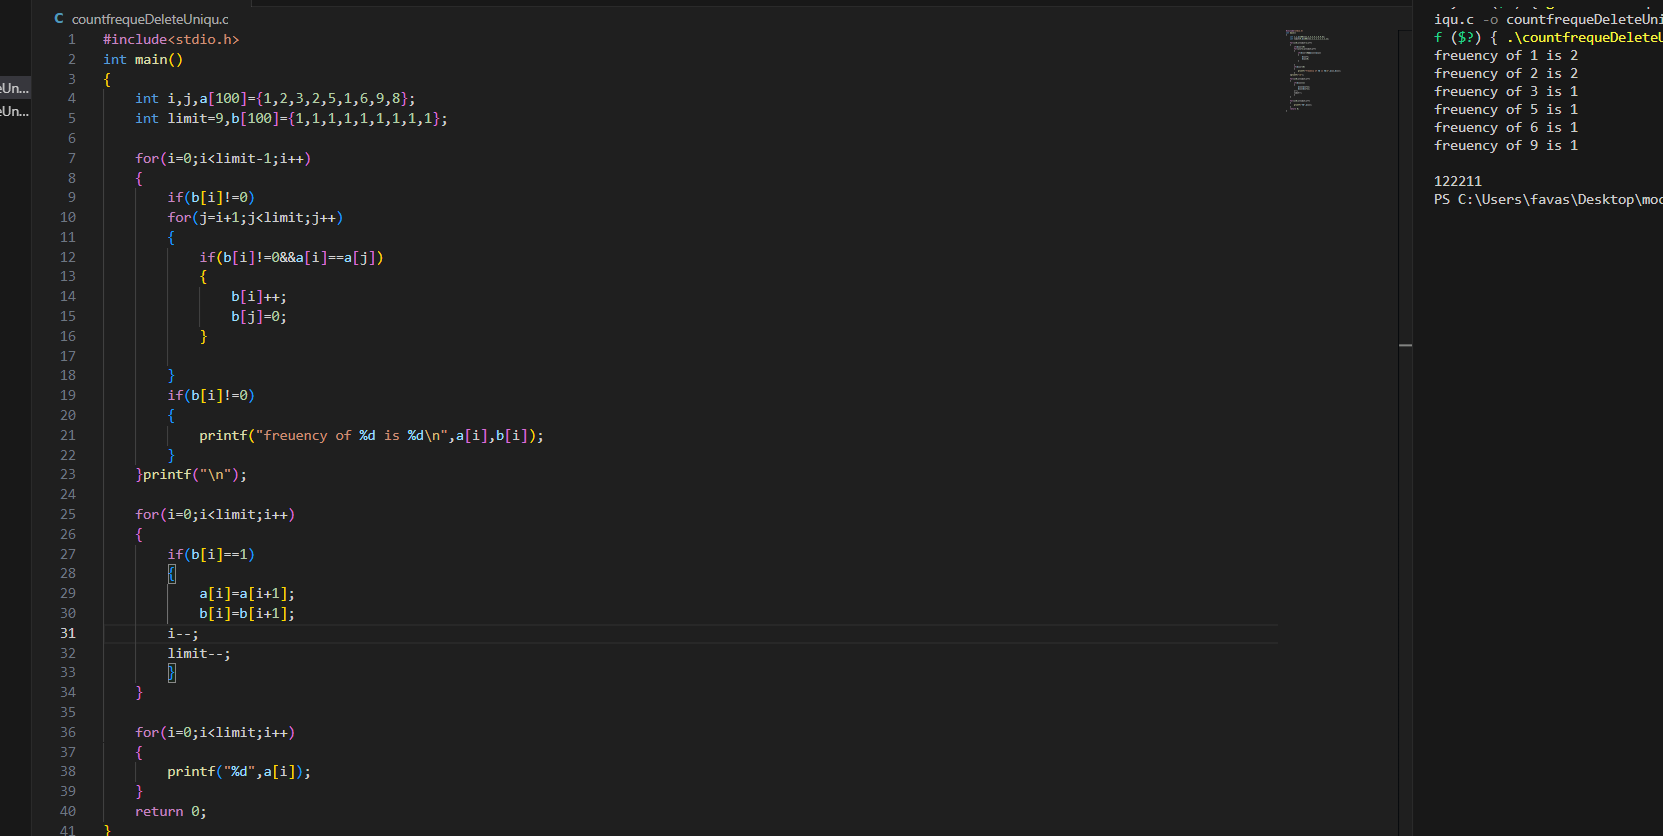 eUn...
eUn...
C countfrequeDeleteUniqu.c
1 #include<stdio.h>
2 int main()
3 {
4 int i,j,a[100]={1,2,3,2,5,1,6,9,8};
5 int limit=9,b[100]={1,1,1,1,1,1,1,1,1};
6
7 for(i=0;i<limit-1;i++)
8 {
9 if(b[i]!=0)
10 for(j=i+1;j<limit;j++)
11 {
12 if(b[i]!=0&&a[i]==a[j])
13 {
14 b[i]++;
15 b[j]=0;
16 }
17
18 }
19 if(b[i]!=0)
20 {
21 printf("freuency of %d is %d\n",a[i],b[i]);
22 }
23 }printf("\n");
24
25 for(i=0;i<limit;i++)
26 {
27 if(b[i]==1)
28 {
29 a[i]=a[i+1];
30 b[i]=b[i+1];
31 i--;
32 limit--;
33 }
34 }
35
36 for(i=0;i<limit;i++)
37 {
38 printf("%d",a[i]);
39 }
40 return 0;
41 }
iqu.c -o countfrequeDeleteUni
f ($?) { .\countfrequeDeleteU
freuency of 1 is 2
freuency of 2 is 2
freuency of 3 is 1
freuency of 5 is 1
freuency of 6 is 1
freuency of 9 is 1
122211
PS C:\Users\favas\Desktop\moc